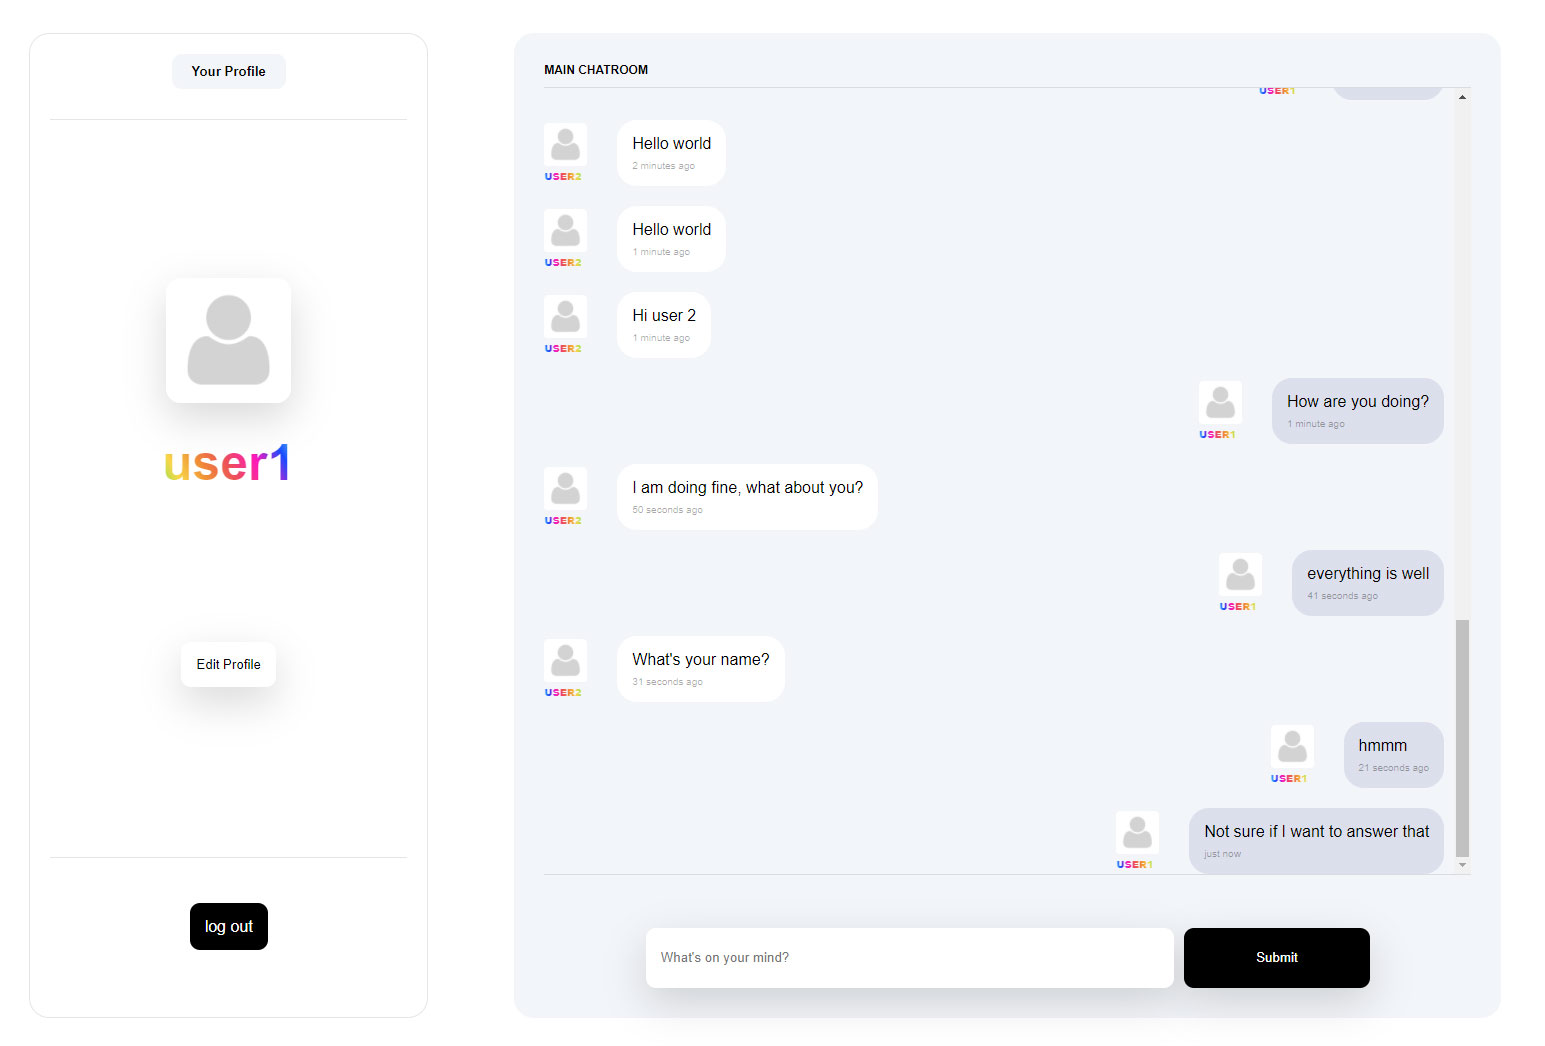 Your Profile
user1
Edit Profile
log out
MAIN CHATROOM
USER1
Hello world
2 minutes ago
USER2
Hello world
1 minute ago
USER2
Hi user 2
1 minute ago
USER2
How are you doing?
1 minute ago
USER1
I am doing fine, what about you?
50 seconds ago
USER2
everything is well
41 seconds ago
USER1
What's your name?
31 seconds ago
USER2
hmmm
21 seconds ago
USER1
Not sure if I want to answer that
just now
USER1
What's on your mind?
Submit